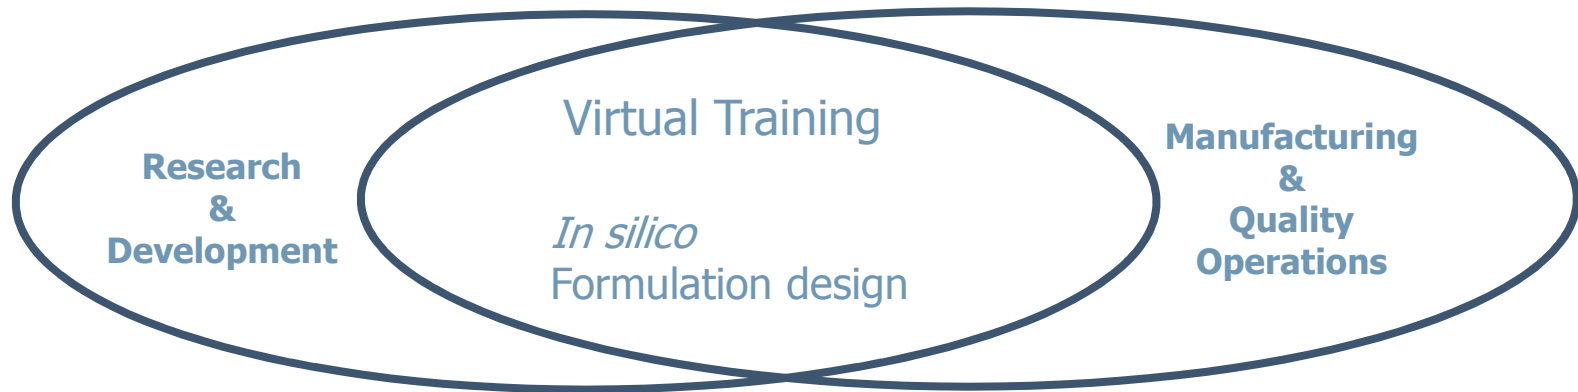 Research
&
Development
Virtual Training
In silico
Formulation design
Manufacturing
&
Quality
Operations